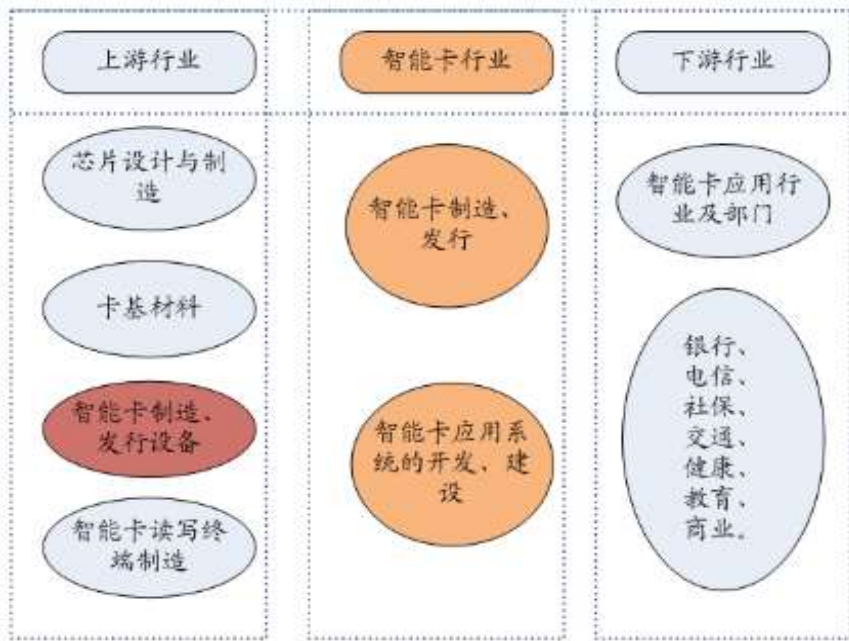 上游行业
智能卡行业
下游行业
芯片设计与制
造
卡基材料
智能卡制造、
发行设备
智能卡读写终
端制造
智能卡制造、
发行
智能卡应用系
统的开发、建
设
智能卡应用行
业及部门
银行、
电信、
社保、
交通、
健康、
教育、
商业。